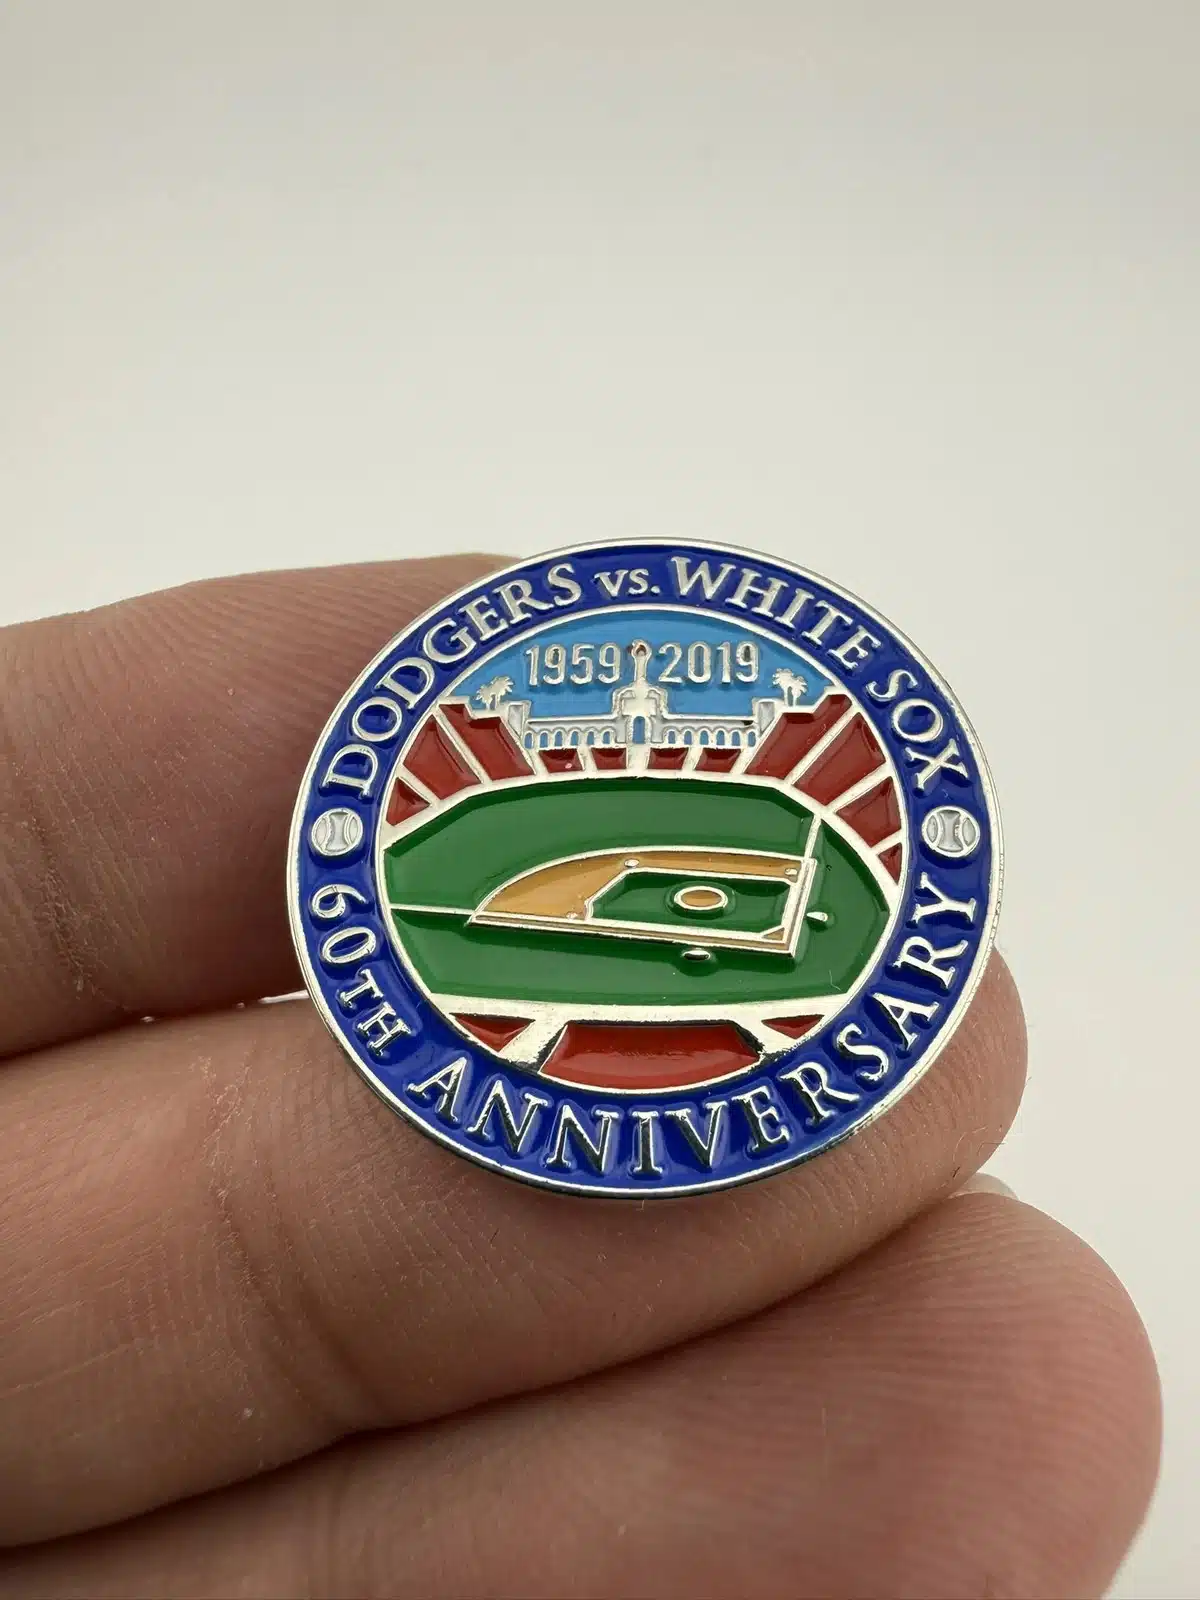 DODGERS VS. WHITE SOX
1959 2019
60TH ANNIVERSARY